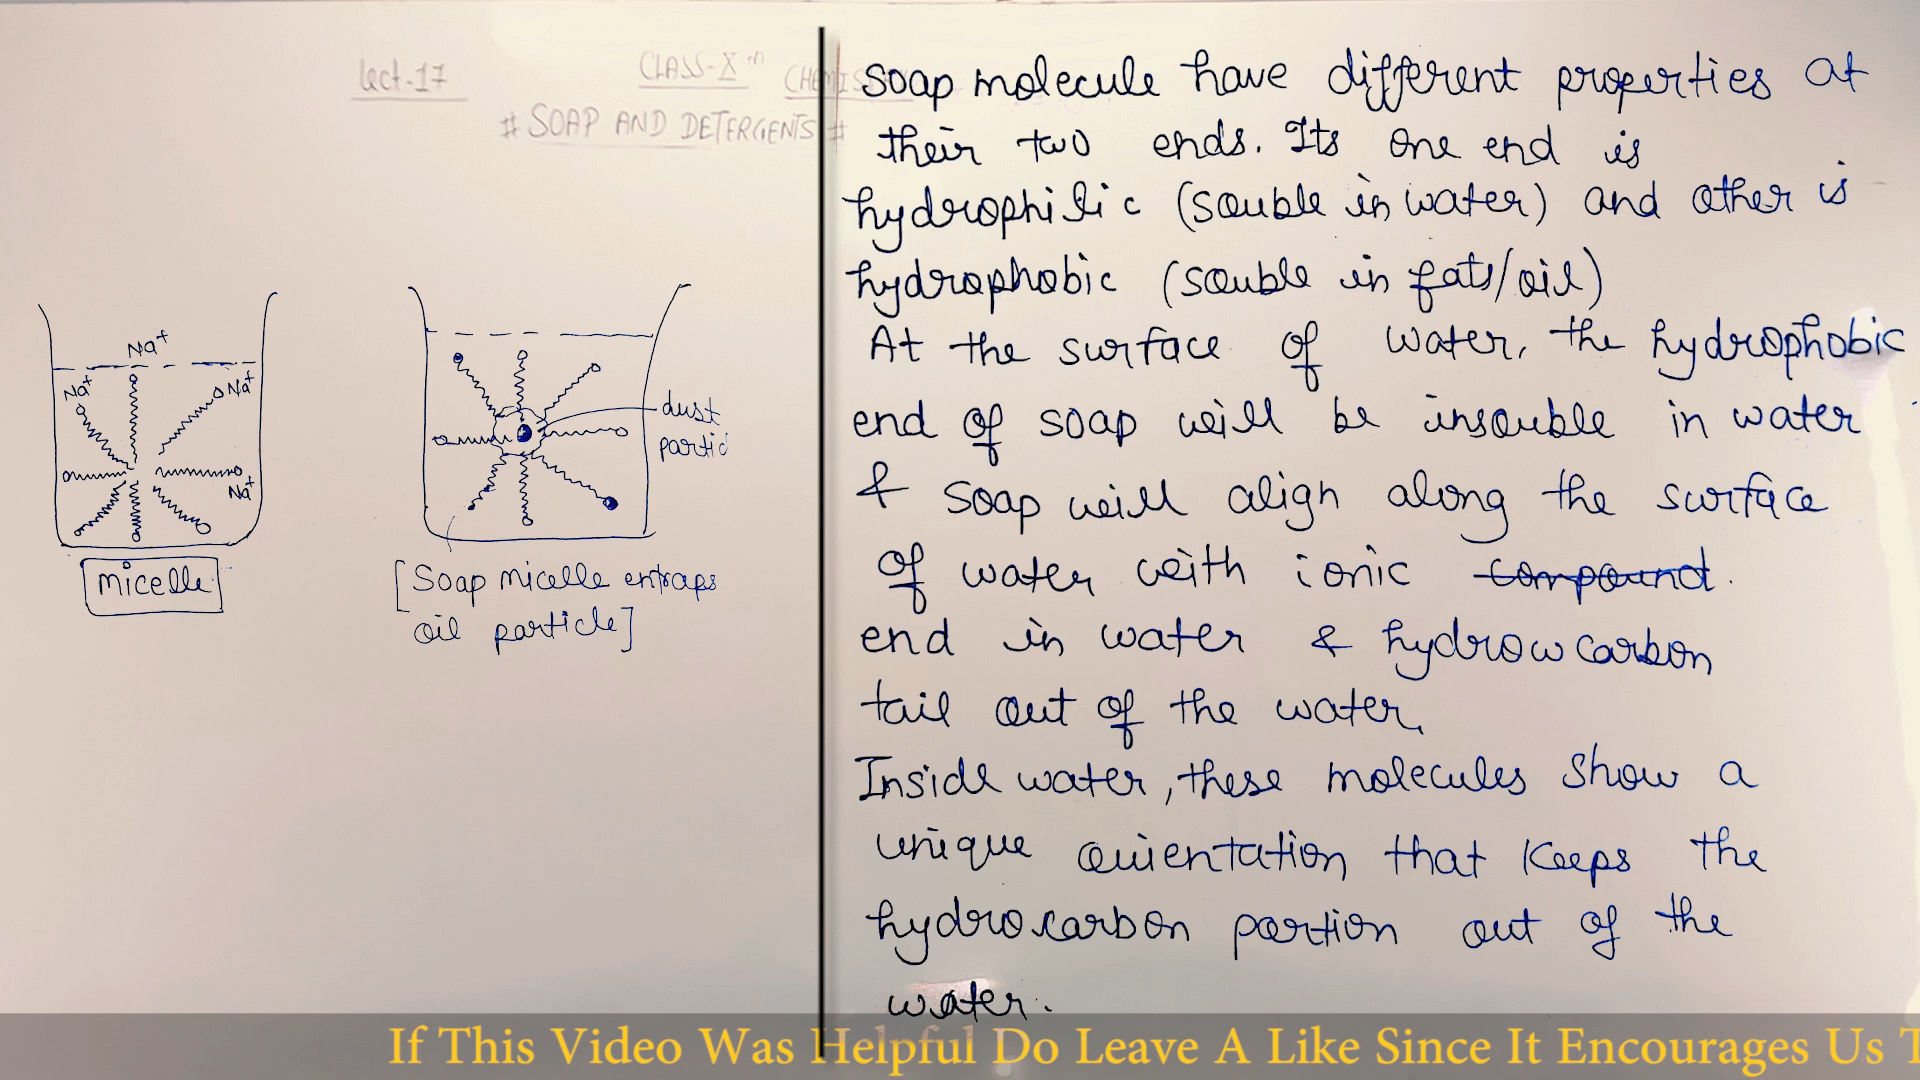 Lect-17
CLASS-Xth
CHEMIS
# SOAP AND DETERGENTS #
Na+
Na+
Na+
Na+
micelle
dust
partic
[Soap micelle entraps
oil particle]
Soap molecule have different properties at
their two ends. Its one end is
hydrophilic (souble in water) and other is
hydrophobic (souble in fats/oil)
At the surface of water, the hydrophobic
end of soap will be insouble in water
& soap will align along the surface
of water with ionic compound.
end in water & hydrowcarbon
tail out of the water.
Inside water, these molecules show a
unique orientation that keeps the
hydrocarbon portion out of the
water.
If This Video Was Helpful Do Leave A Like Since It Encourages Us T